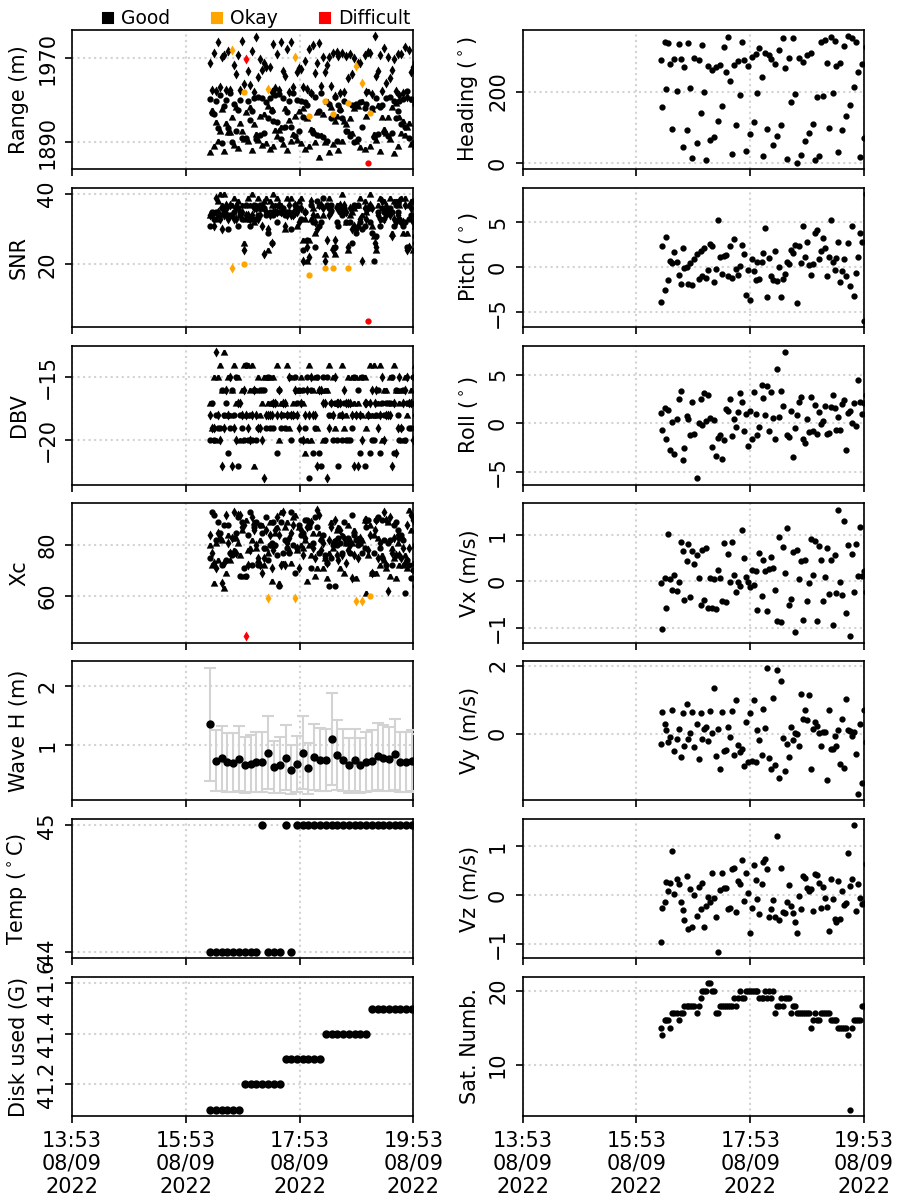 Good Okay Difficult
Range (m) 1970 1890
Heading (°) 200 0
SNR 40 20
Pitch (°) 5 0 −5
DBV −15 −20
Roll (°) 5 0 −5
Xc 80 60
Vx (m/s) 1 0 −1
Wave H (m) 2 1
Vy (m/s) 2 0
Temp (°C) 45 44
Vz (m/s) 1 0 −1
Disk used (G) 41.6 41.4 41.2
Sat. Numb. 20 10
13:53 15:53 17:53 19:53 13:53 15:53 17:53 19:53
08/09 08/09 08/09 08/09 08/09 08/09 08/09 08/09
2022 2022 2022 2022 2022 2022 2022 2022